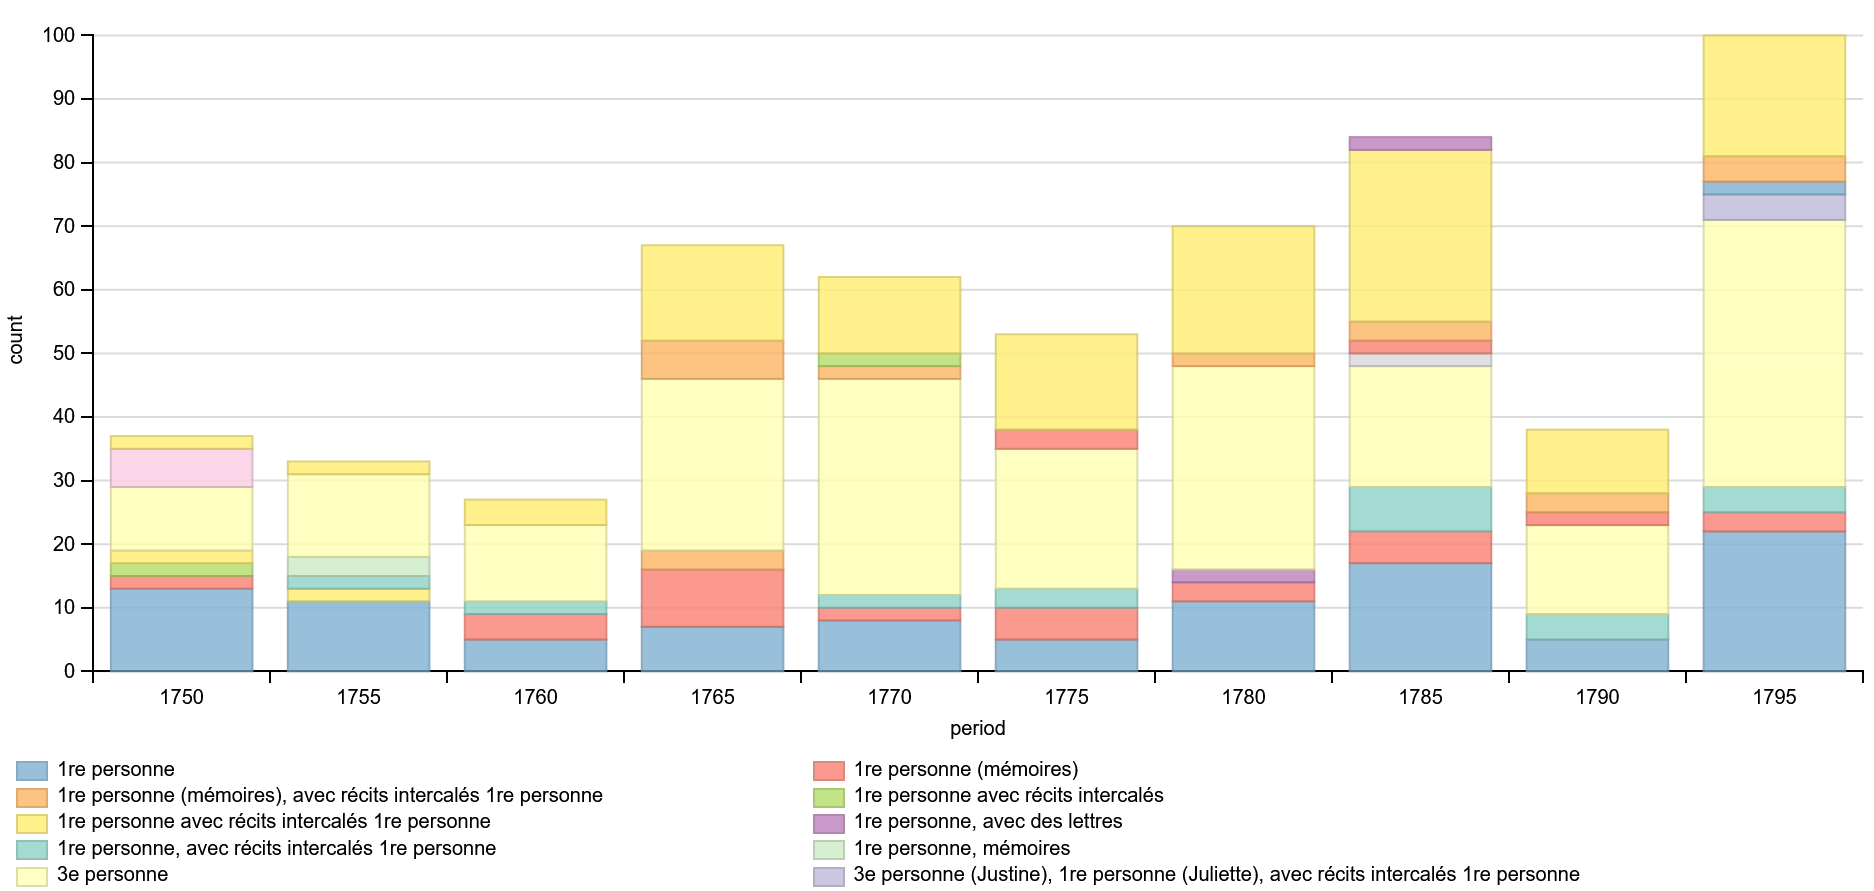 100
90
80
70
60
50
40
30
20
10
0
count
1750 1755 1760 1765 1770 1775 1780 1785 1790 1795
period
1re personne
1re personne (mémoires)
1re personne (mémoires), avec récits intercalés 1re personne
1re personne avec récits intercalés
1re personne avec récits intercalés 1re personne
1re personne, avec des lettres
1re personne, avec récits intercalés 1re personne
1re personne, mémoires
3e personne
3e personne (Justine), 1re personne (Juliette), avec récits intercalés 1re personne